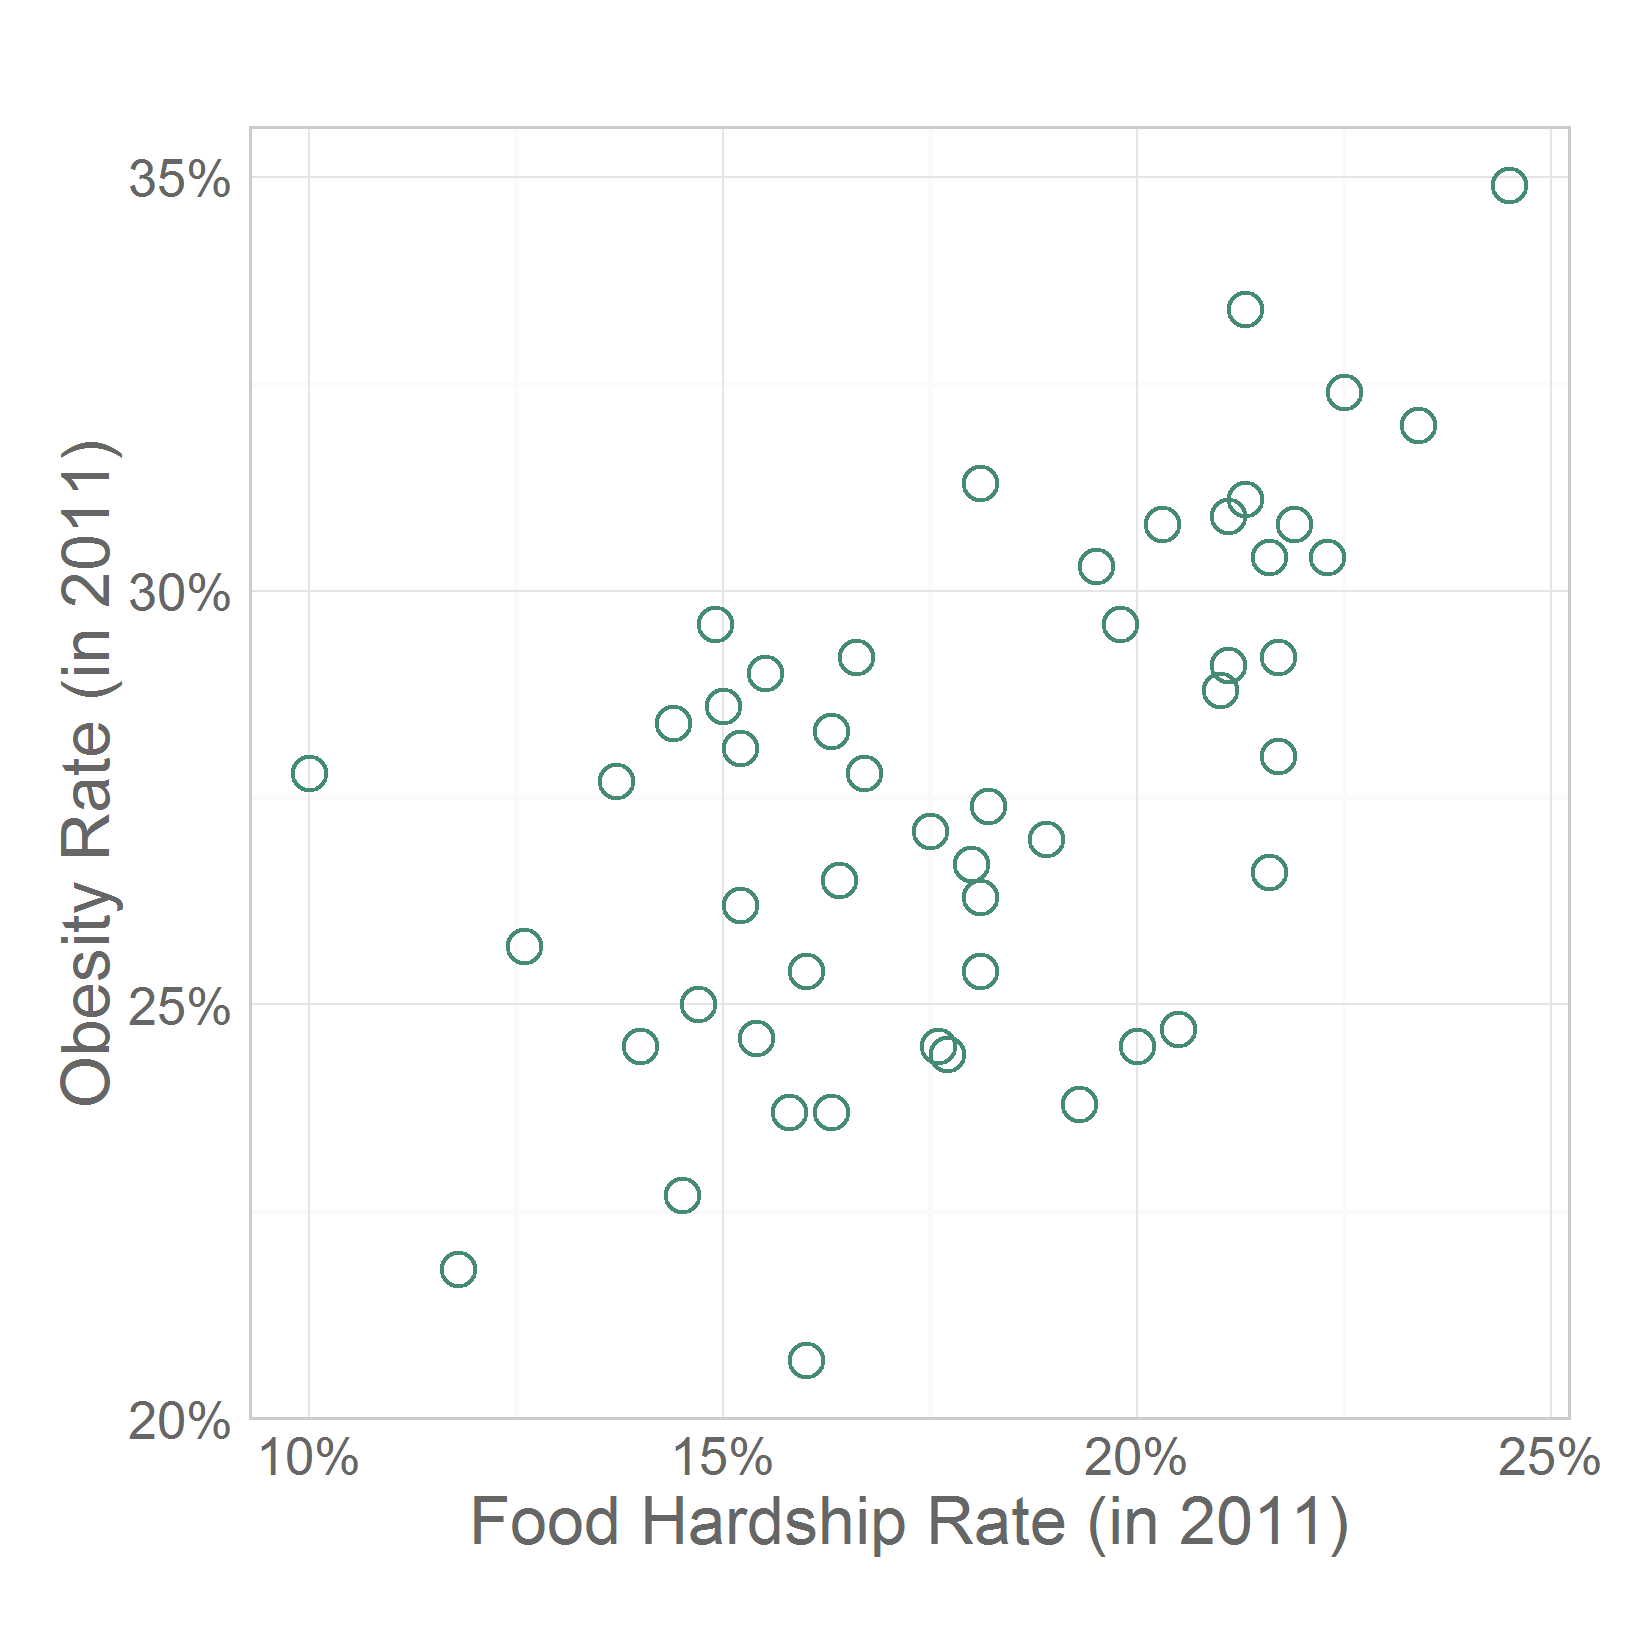 Obesity Rate (in 2011)
35%
30%
25%
20%
10% 15% 20% 25%
Food Hardship Rate (in 2011)